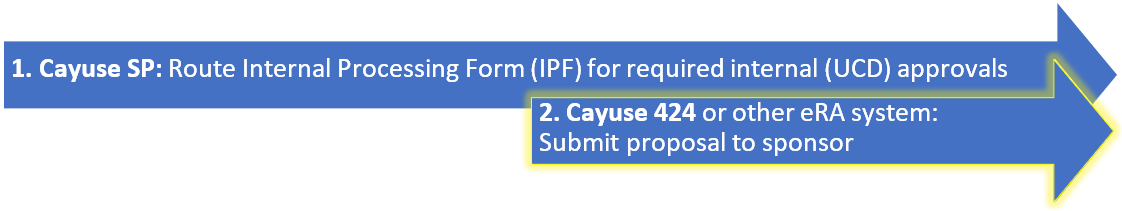 1. Cayuse SP: Route Internal Processing Form (IPF) for required internal (UCD) approvals
2. Cayuse 424 or other eRA system:
Submit proposal to sponsor